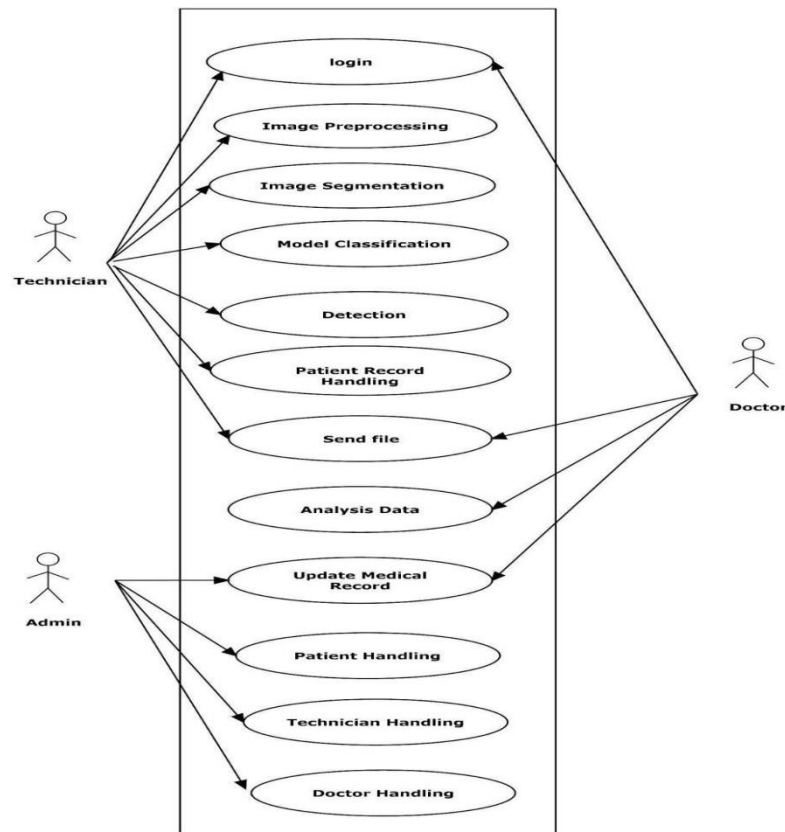 login
Image Preprocessing
Image Segmentation
Model Classification
Technician
Detection
Patient Record
Handling
Doctor
Send file
Analysis Data
Update Medical
Record
Admin
Patient Handling
Technician Handling
Doctor Handling